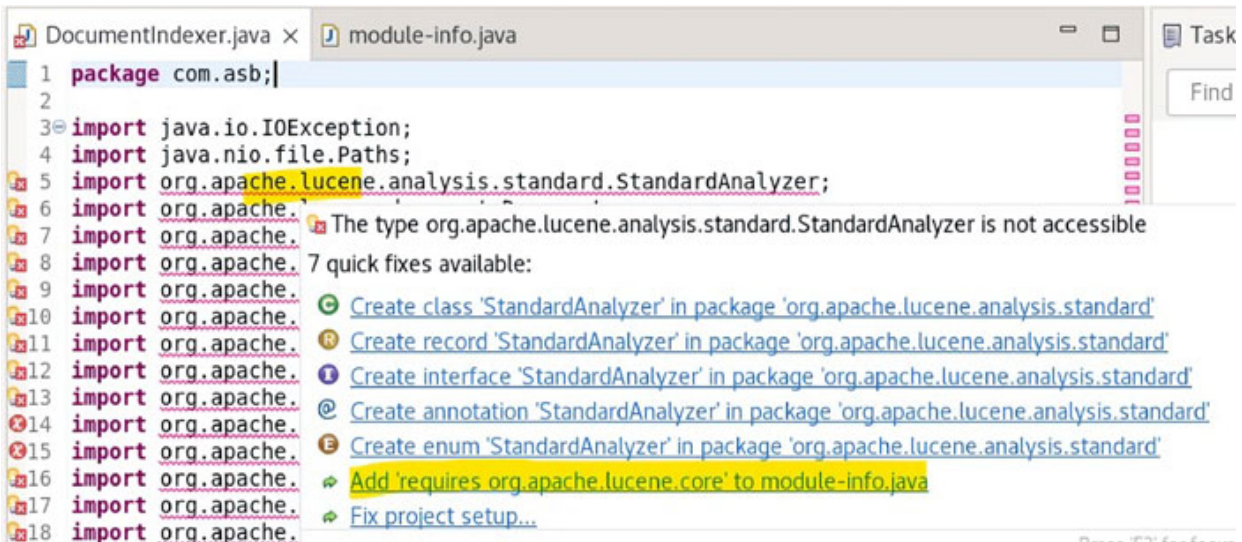 DocumentIndexer.java × module-info.java
Task
Find
1 package com.asb;
2
3 import java.io.IOException;
4 import java.nio.file.Paths;
5 import org.apache.lucene.analysis.standard.StandardAnalyzer;
6 import org.apache.
7 import org.apache.
8 import org.apache.
9 import org.apache.
10 import org.apache.
11 import org.apache.
12 import org.apache.
13 import org.apache.
14 import org.apache.
15 import org.apache.
16 import org.apache.
17 import org.apache.
18 import org.apache.
The type org.apache.lucene.analysis.standard.StandardAnalyzer is not accessible
7 quick fixes available:
Create class 'StandardAnalyzer' in package 'org.apache.lucene.analysis.standard'
Create record 'StandardAnalyzer' in package 'org.apache.lucene.analysis.standard'
Create interface 'StandardAnalyzer' in package 'org.apache.lucene.analysis.standard'
Create annotation 'StandardAnalyzer' in package 'org.apache.lucene.analysis.standard'
Create enum 'StandardAnalyzer' in package 'org.apache.lucene.analysis.standard'
Add 'requires org.apache.lucene.core' to module-info.java
Fix project setup...